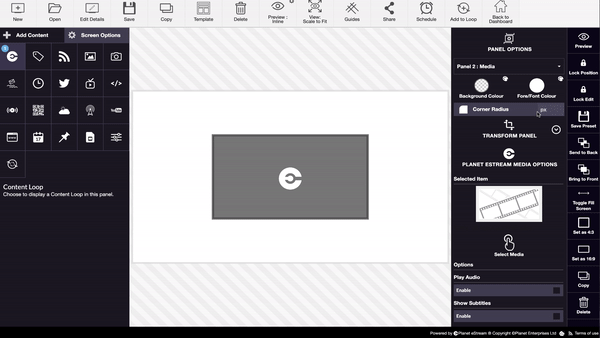 New
Open
Edit Details
Save
Copy
Template
Delete
Preview :
Inline
View:
Scale to Fit
Guides
Share
Schedule
Add to Loop
Back to
Dashboard
Add Content
Screen Options
Content Loop
Choose to display a Content Loop in this panel.
PANEL OPTIONS
Panel 2 : Media
Background Colour
Fore/Font Colour
Corner Radius
px
TRANSFORM PANEL
PLANET ESTREAM MEDIA OPTIONS
Selected Item
Select Media
Options
Play Audio
Enable
Show Subtitles
Enable
Preview
Lock Position
Lock Edit
Save Preset
Send to Back
Bring to Front
Toggle Fill
Screen
Set as 4:3
Set as 16:9
Copy
Delete
Powered by Planet eStream ® Copyright ©Planet Enterprises Ltd
Terms of use